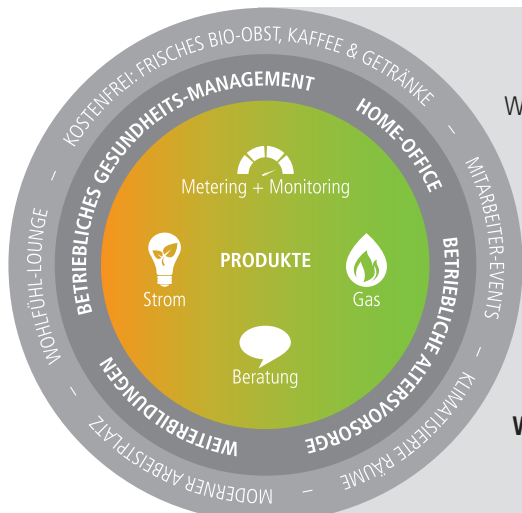 KOSTENFREI: FRISCHES BIO-OBST, KAFFEE & GETRÄNKE
–
MITARBEITER-EVENTS
–
KLIMATISIERTE RÄUME
–
MODERNER ARBEISTPLATZ
–
WOHLFÜHL-LOUNGE
–
BETRIEBLICHES GESUNDHEITS-MANAGEMENT
HOME-OFFICE
BETRIEBLICHE ALTERSVORSORGE
WEITERBILDUNGEN
Metering + Monitoring
PRODUKTE
Strom
Gas
Beratung
W
W